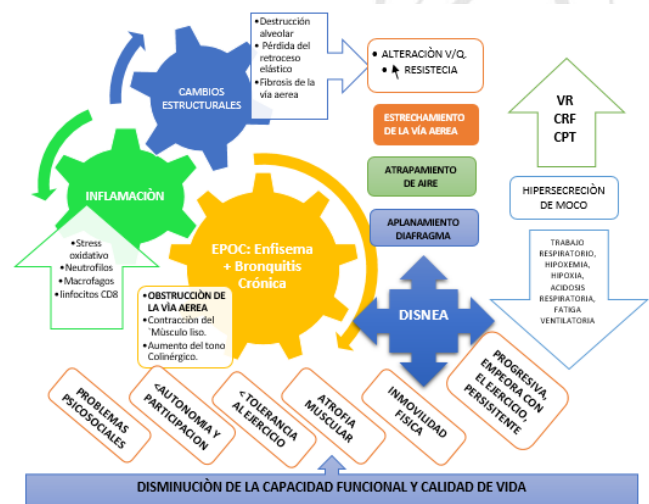 • Destrucción
alveolar
• Pérdida del
retroceso
elástico
• Fibrosis de la
vía aerea
CAMBIOS
ESTRUCTURALES
• ALTERACIÒN V/Q.
• RESISTECIA
ESTRECHAMIENTO
DE LA VÍA AEREA
ATRAPAMIENTO
DE AIRE
APLANAMIENTO
DIAFRAGMA
VR
CRF
CPT
HIPERSECRECIÒN
DE MOCO
TRABAJO
RESPIRATORIO,
HIPOXEMIA,
HIPOXIA,
ACIDOSIS
RESPIRATORIA,
FATIGA
VENTILATORIA
INFLAMACIÒN
• Stress
oxidativo
• Neutrofilos
• Macrofagos
• linfocitos CD8
EPOC: Enfisema
+ Bronquitis
Crónica
• OBSTRUCCIÒN DE
LA VÌA AEREA
• Contracciòn del
`Mùsculo liso.
• Aumento del tono
Colinérgico.
DISNEA
PROBLEMAS
PSICOSOCIALES
<AUTONOMIA Y
PARTICIPACION
< TOLERANCIA
AL EJERCICIO
ATROFIA
MUSCULAR
INMOVILIDAD
FISICA
PROGRESIVA,
EMPEORA CON
EL EJERCICIO,
PERSISITENTE
DISMINUCIÒN DE LA CAPACIDAD FUNCIONAL Y CALIDAD DE VIDA